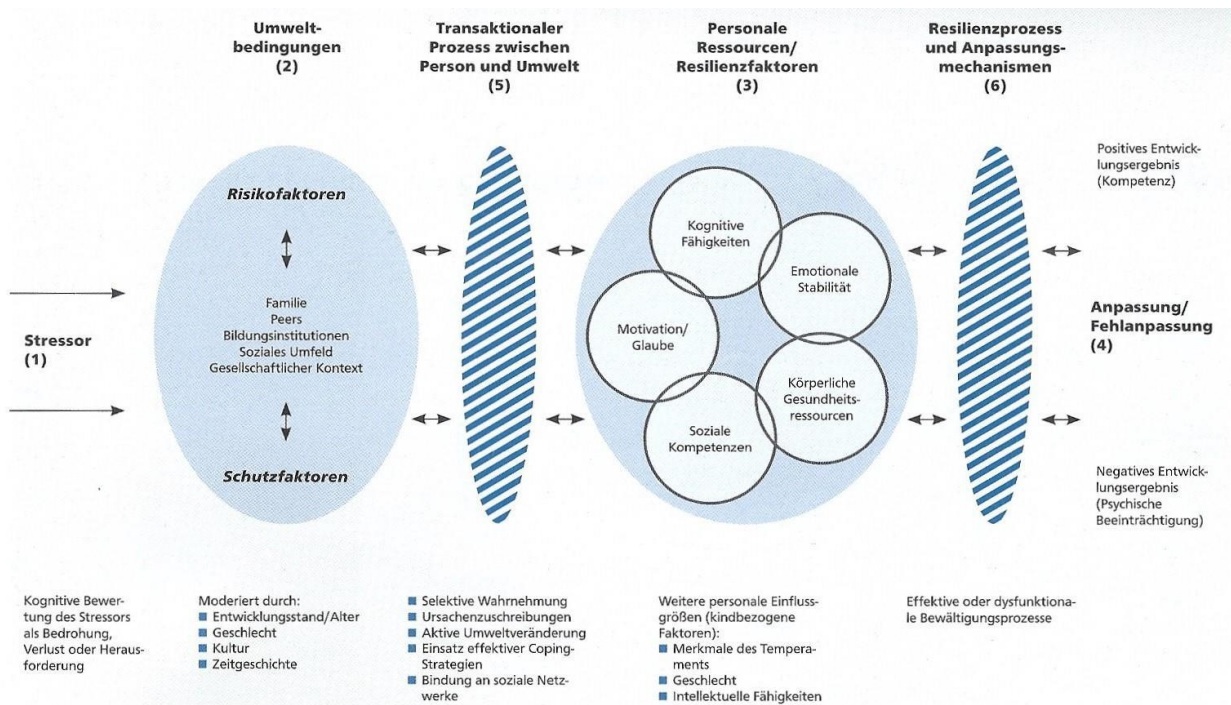 Umwelt-
bedingungen
(2)
Transaktionaler
Prozess zwischen
Person und Umwelt
(5)
Personale
Ressourcen/
Resilienzfaktoren
(3)
Resilienzprozess
und Anpassungs-
mechanismen
(6)
Stressor
(1)
Risikofaktoren
Familie
Peers
Bildungsinstitutionen
Soziales Umfeld
Gesellschaftlicher Kontext
Schutzfaktoren
Kognitive
Fähigkeiten
Emotionale
Stabilität
Motivation/
Glaube
Körperliche
Gesundheits-
ressourcen
Soziale
Kompetenzen
Positives Entwick-
lungsergebnis
(Kompetenz)
Anpassung/
Fehlanpassung
(4)
Negatives Entwick-
lungsergebnis
(Psychische
Beeinträchtigung)
Kognitive Bewer-
tung des Stressors
als Bedrohung,
Verlust oder Heraus-
forderung
Moderiert durch:
Entwicklungsstand/Alter
Geschlecht
Kultur
Zeitgeschichte
Selektive Wahrnehmung
Ursachenzuschreibungen
Aktive Umweltveränderung
Einsatz effektiver Coping-
Strategien
Bindung an soziale Netz-
werke
Weitere personale Einfluss-
größen (kindbezogene
Faktoren):
Merkmale des Tempera-
ments
Geschlecht
Intellektuelle Fähigkeiten
Effektive oder dysfunktiona-
le Bewältigungsprozesse